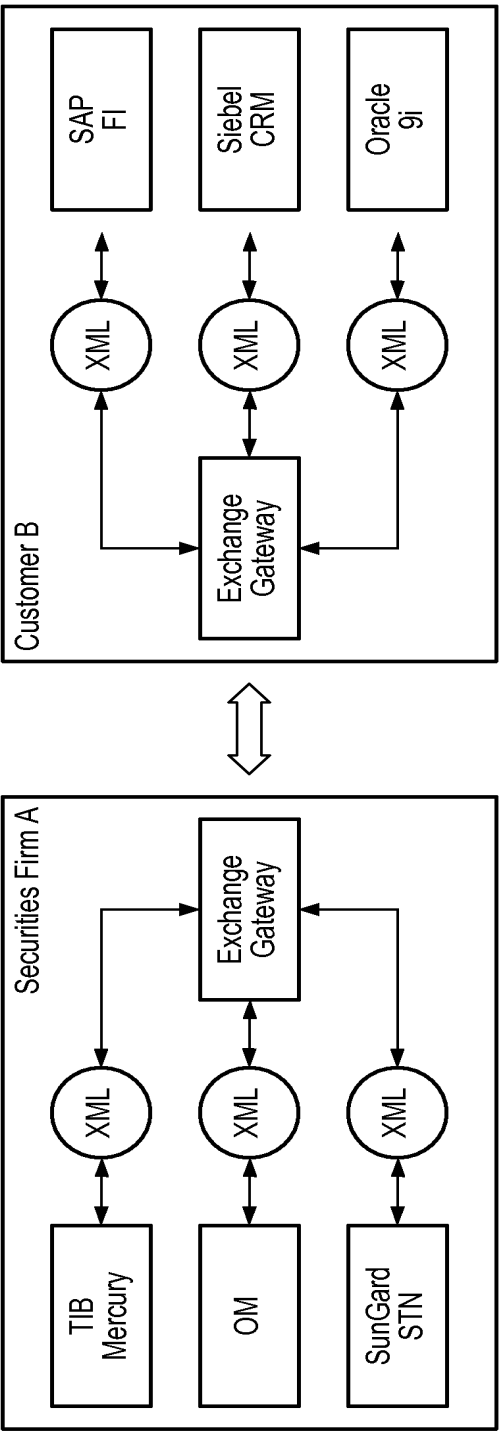 Securities Firm A
TIB
Mercury
XML
OM
XML
Exchange
Gateway
SunGard
STN
XML
Customer B
XML
SAP
FI
Exchange
Gateway
XML
Siebel
CRM
XML
Oracle
9i